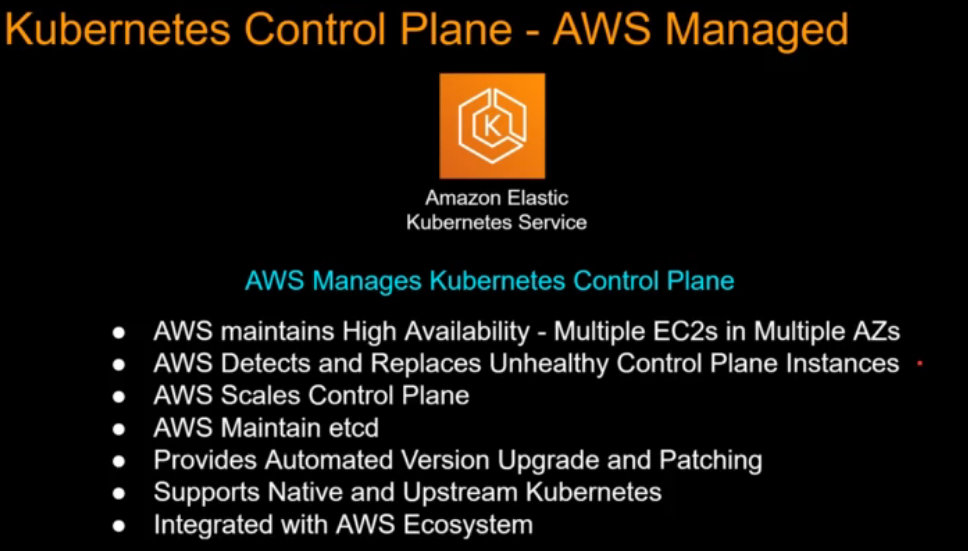 Kubernetes Control Plane - AWS Managed
K
Amazon Elastic
Kubernetes Service
AWS Manages Kubernetes Control Plane
● AWS maintains High Availability - Multiple EC2s in Multiple AZs
● AWS Detects and Replaces Unhealthy Control Plane Instances
● AWS Scales Control Plane
● AWS Maintain etcd
● Provides Automated Version Upgrade and Patching
● Supports Native and Upstream Kubernetes
● Integrated with AWS Ecosystem